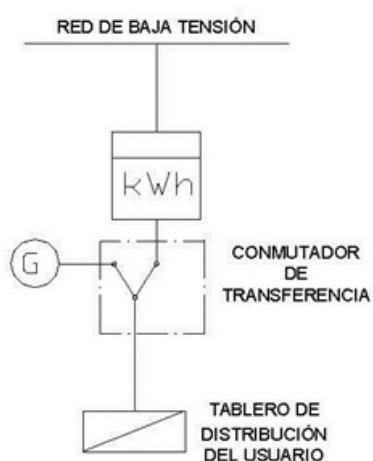 RED DE BAJA TENSIÓN
kWh
G
CONMUTADOR
DE
TRANSFERENCIA
TABLERO DE
DISTRIBUCIÓN
DEL USUARIO